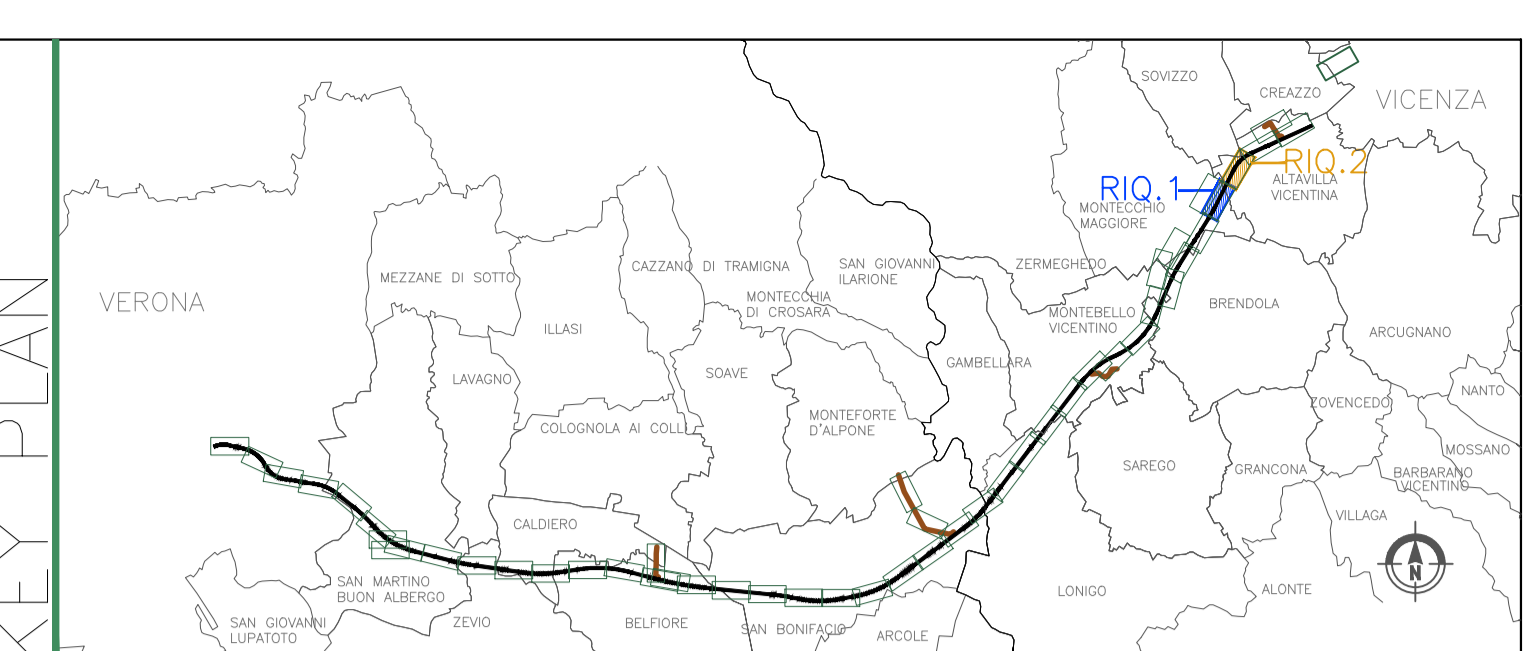 KEY PLAN
SOVIZZO
CREAZZO
VICENZA
RIQ.2
RIQ.1
ALTAVILLA
VICENTINA
MONTECCHIO
MAGGIORE
MEZZANE DI SOTTO
CAZZANO DI TRAMIGNA
SAN GIOVANNI
ILARIONE
ZERMEGHEDO
VERONA
MONTECCHIA
DI CROSARA
BRENDOLA
MONTEBELLO
VICENTINO
ILLASI
ARCUGNANO
GAMBELLARA
LAVAGNO
SOAVE
NANTO
ZOVENCEDO
MONTEFORTE
D'ALPONE
COLOGNOLA AI COLLI
MOSSANO
SAREGO
GRANCONA
BARBARANO
VICENTINO
VILLAGA
CALDIERO
N
SAN MARTINO
BUON ALBERGO
LONIGO
ALONTE
SAN GIOVANNI
LUPATOTO
ZEVIO
BELFIORE
SAN BONIFACIO
ARCOLE